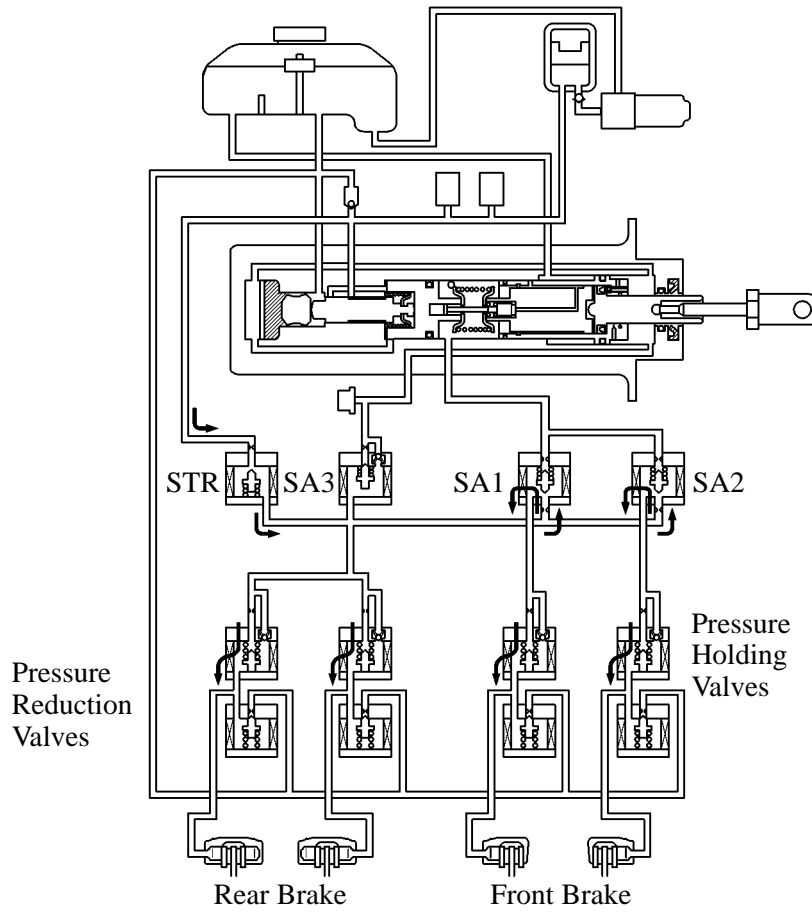 STR
SA3
SA1
SA2
Pressure
Holding
Valves
Pressure
Reduction
Valves
Rear Brake
Front Brake